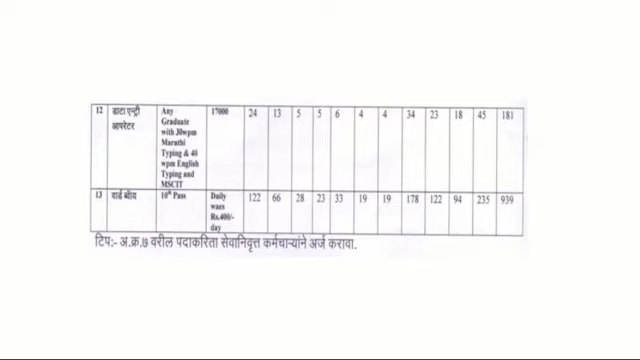 12 डाटा एन्ट्री Any 17000 24 13 5 5 6 4 4 34 23 18 45 181
आपरेटर Graduate
with 30wpm
Marathi
Typing & 40
wpm English
Typing and
MSCIT
13 वार्ड बॉय 10th Pass Daily 122 66 28 23 33 19 19 178 122 94 235 939
waes
Rs.400/-
day
टिप:- अ.क्र.७ वरील पदाकरिता सेवानिवृत्त कर्मचाऱ्यांने अर्ज करावा.